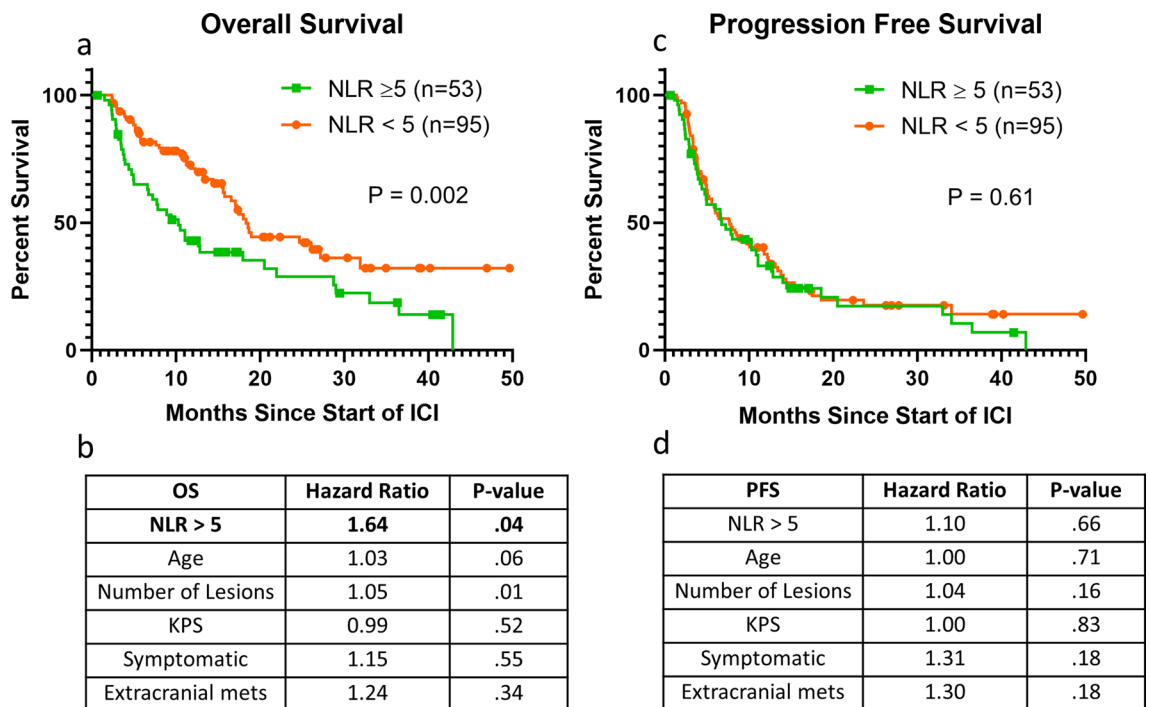 Overall Survival
a
NLR ≥5 (n=53)
NLR < 5 (n=95)
P = 0.002
Percent Survival
100
50
0
0 10 20 30 40 50
Months Since Start of ICI
Progression Free Survival
c
NLR ≥ 5 (n=53)
NLR < 5 (n=95)
P = 0.61
Percent Survival
100
50
0
0 10 20 30 40 50
Months Since Start of ICI
b
OS Hazard Ratio P-value
NLR > 5 1.64 .04
Age 1.03 .06
Number of Lesions 1.05 .01
KPS 0.99 .52
Symptomatic 1.15 .55
Extracranial mets 1.24 .34
d
PFS Hazard Ratio P-value
NLR > 5 1.10 .66
Age 1.00 .71
Number of Lesions 1.04 .16
KPS 1.00 .83
Symptomatic 1.31 .18
Extracranial mets 1.30 .18